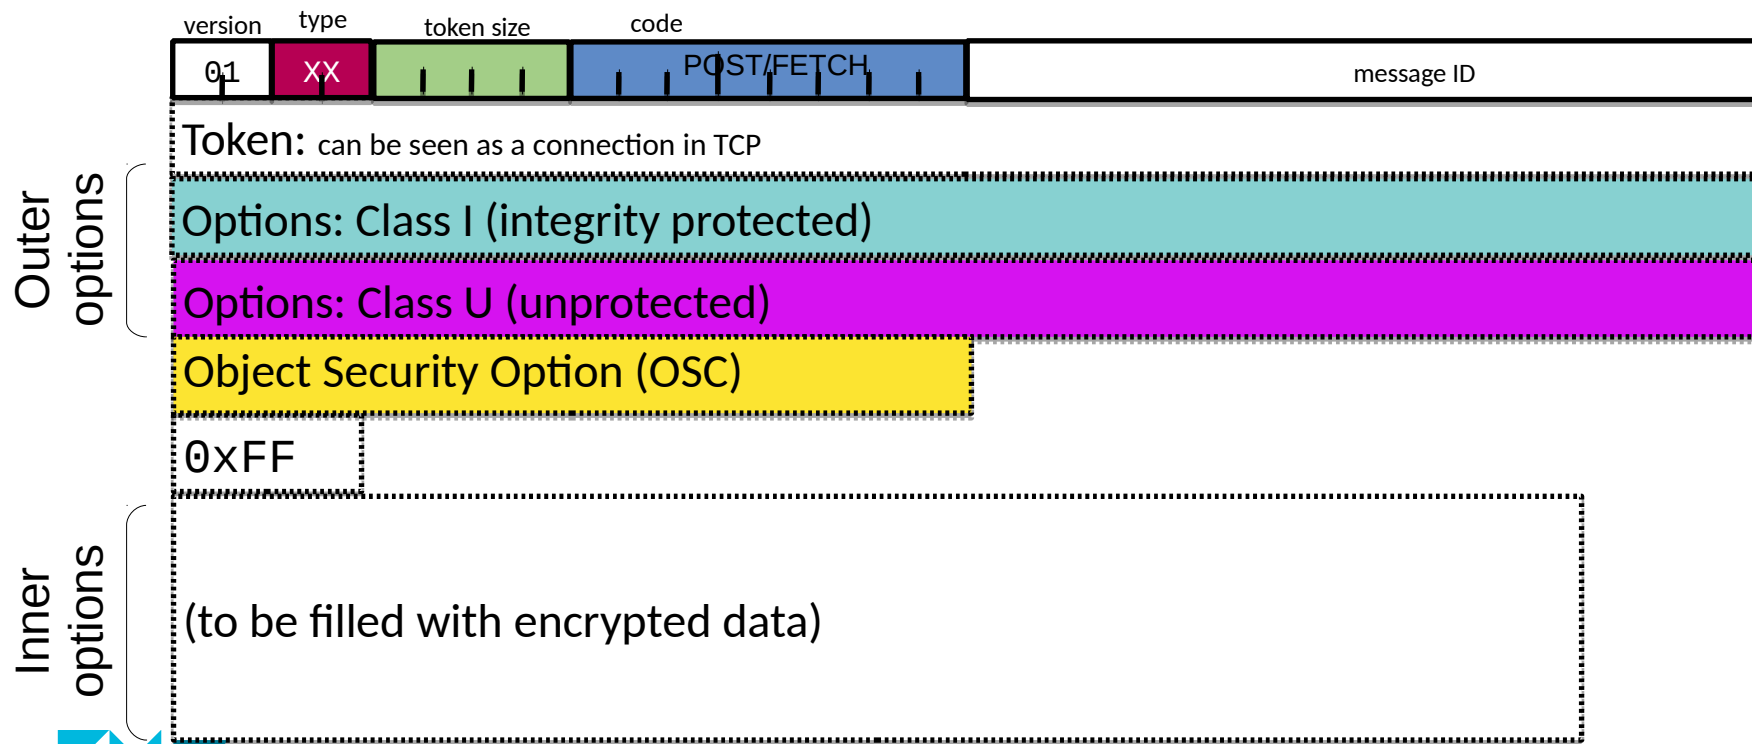 version type token size code
01 XX POST/FETCH message ID
Token: can be seen as a connection in TCP
Outer
options
Options: Class I (integrity protected)
Options: Class U (unprotected)
Object Security Option (OSC)
0xFF
Inner
options
(to be filled with encrypted data)